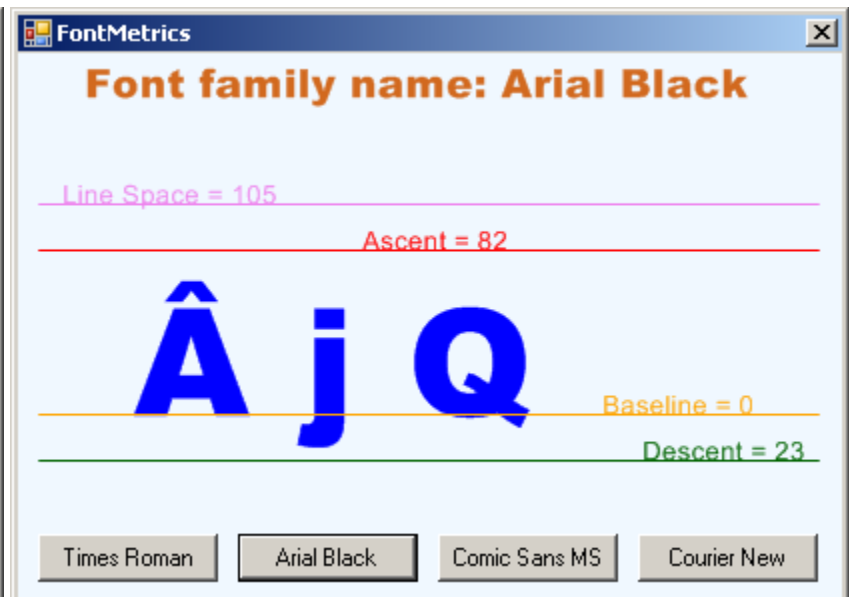 FontMetrics
Font family name: Arial Black
Line Space = 105
Ascent = 82
Â j Q
Baseline = 0
Descent = 23
Times Roman Arial Black Comic Sans MS Courier New